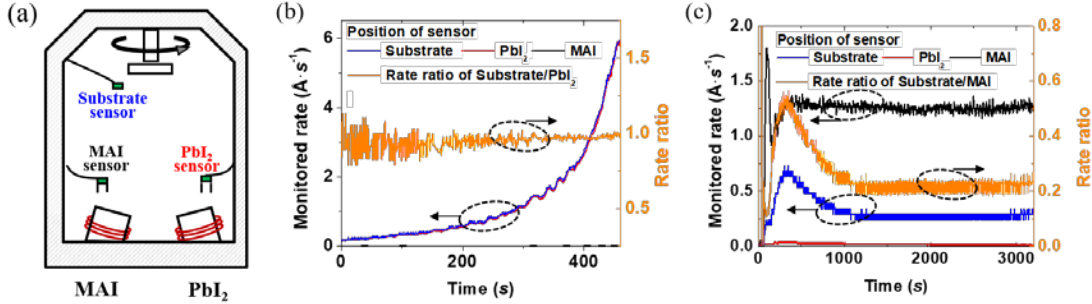 (a)
Substrate
sensor
MAI
sensor
PbI2
sensor
MAI
PbI2
(b)
Position of sensor
Substrate
PbI2
MAI
Rate ratio of Substrate/PbI2
Monitored rate (Å·s-1)
6
5
4
3
2
1
0
0
200
400
Time (s)
1.5
1.0
0.5
Rate ratio
(c)
Position of sensor
Substrate
PbI2
MAI
Rate ratio of Substrate/MAI
Monitored rate (Å·s-1)
2.0
1.5
1.0
0.5
0.0
0
1000
2000
3000
Time (s)
0.8
0.6
0.4
0.2
0.0
Rate ratio